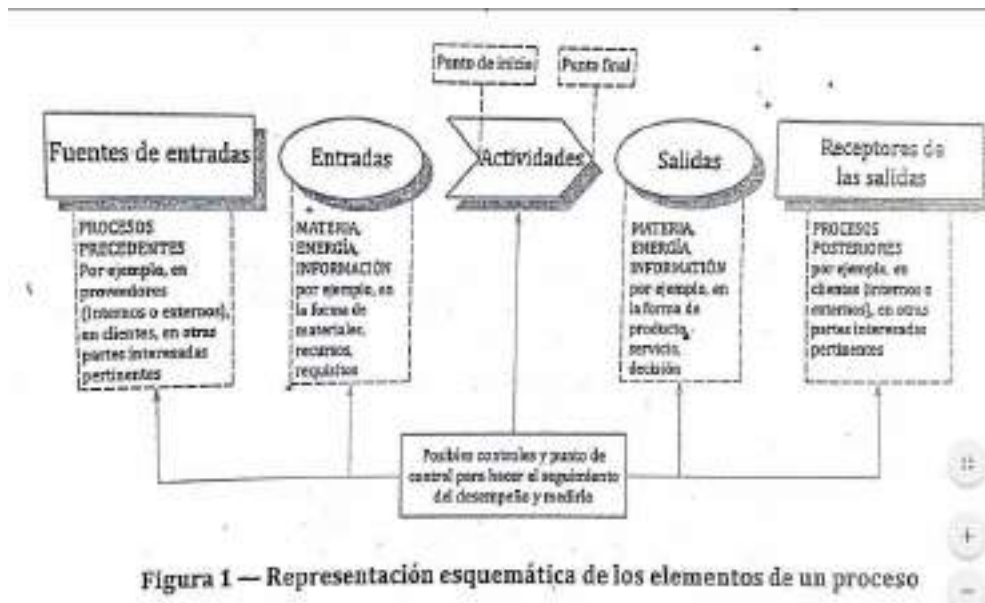 Punto de inicio
Punto final
Fuentes de entradas
Entradas
Actividades
Salidas
Receptores de
las salidas
PROCESOS
PRECEDENTES
Por ejemplo, en
proveedores
(internos o externos),
en clientes, en otras
partes interesadas
pertinentes
MATERIA,
ENERGÍA,
INFORMACIÓN
por ejemplo, en
la forma de
materiales,
recursos,
requisitos
MATERIA,
ENERGÍA,
INFORMATIÓN
por ejemplo, en
la forma de
producto,
servicio,
decisión
PROCESOS
POSTERIORES
por ejemplo, en
clientes (internos o
externos), en otras
partes interesadas
pertinentes
Posibles controles y punto de
control para hacer el seguimiento
del desempeño y medirlo
Figura 1 — Representación esquemática de los elementos de un proceso